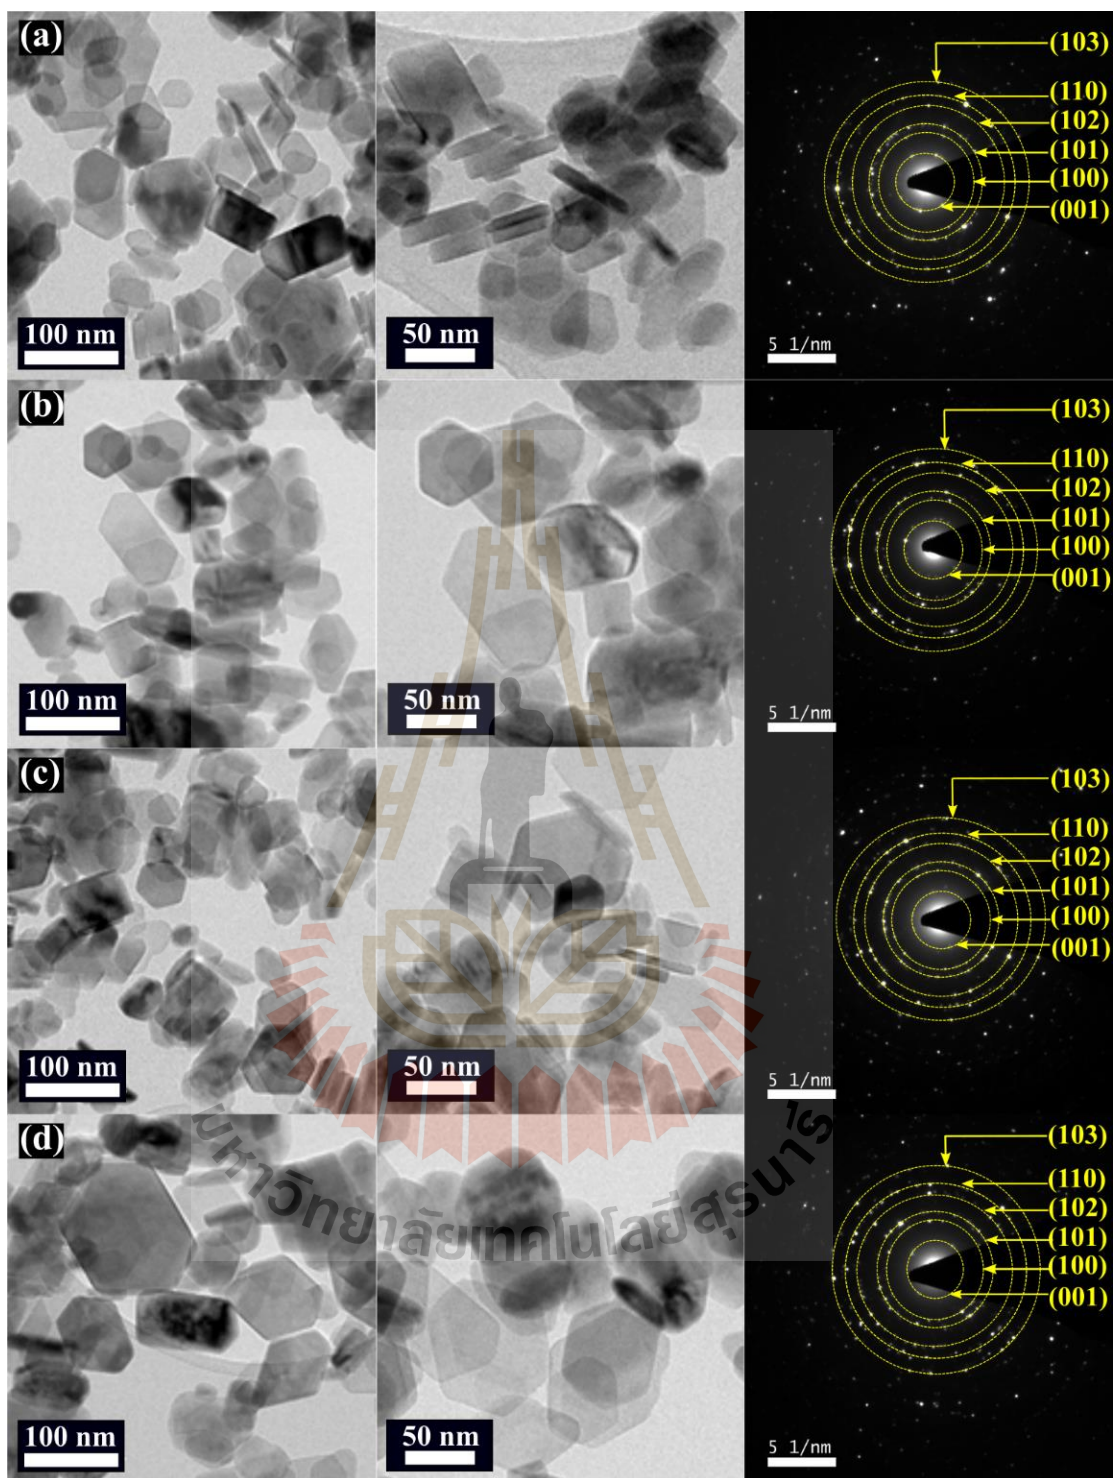 (a)
100 nm
50 nm
5 1/nm
(103)
(110)
(102)
(101)
(100)
(001)
(b)
100 nm
50 nm
5 1/nm
(103)
(110)
(102)
(101)
(100)
(001)
(c)
100 nm
50 nm
5 1/nm
(103)
(110)
(102)
(101)
(100)
(001)
(d)
100 nm
50 nm
5 1/nm
(103)
(110)
(102)
(101)
(100)
(001)
มหาวิทยาลัยเทคโนโลยีสุรนารี